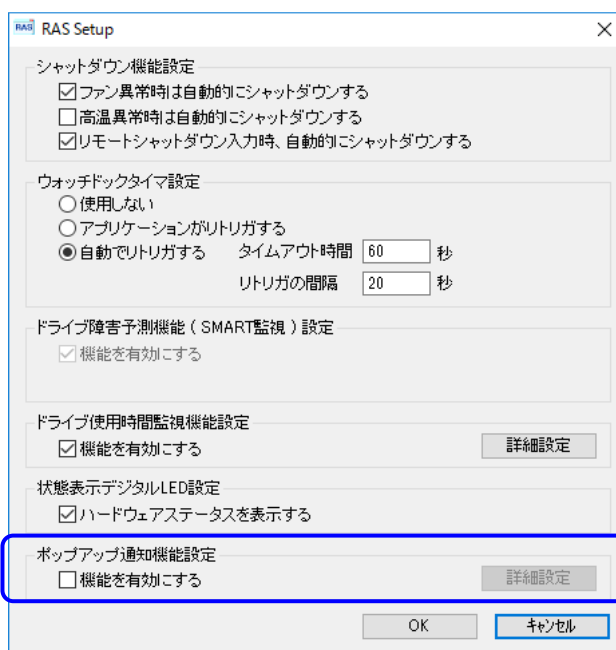 RAS RAS Setup
シャットダウン機能設定
ファン異常時は自動的にシャットダウンする
高温異常時は自動的にシャットダウンする
リモートシャットダウン入力時、自動的にシャットダウンする
ウォッチドックタイマ設定
使用しない
アプリケーションがリトリガする
自動でリトリガする タイムアウト時間 60 秒
リトリガの間隔 20 秒
ドライブ障害予測機能 ( SMART監視 ) 設定
機能を有効にする
ドライブ使用時間監視機能設定
機能を有効にする 詳細設定
状態表示デジタルLED設定
ハードウェアステータスを表示する
ポップアップ通知機能設定
機能を有効にする 詳細設定
OK キャンセル